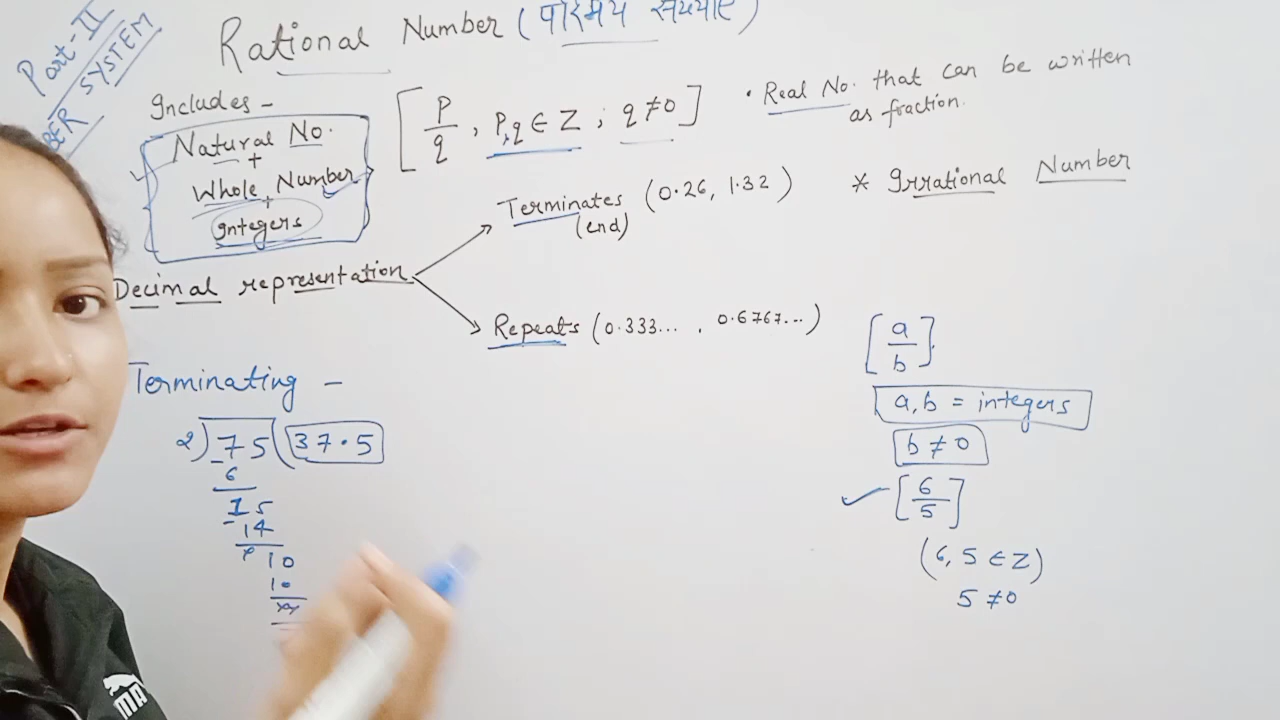 Part-II
BER SYSTEM
Rational Number (परिमेय संख्याएं)
Includes -
Natural No.
+
Whole Number
+
integers
[P/q, P,q ∈ Z ; q ≠ 0]
• Real No. that can be written
as fraction.
Terminates (0.26, 1.32)
(end)
* Irrational Number
Decimal representation
Repeats (0.333... , 0.6767...)
Terminating -
2)75(37.5
-6
15
-14
10
10
[a/b]
a,b = integers
b ≠ 0
✓ [6/5]
(6, 5 ∈ Z)
5 ≠ 0